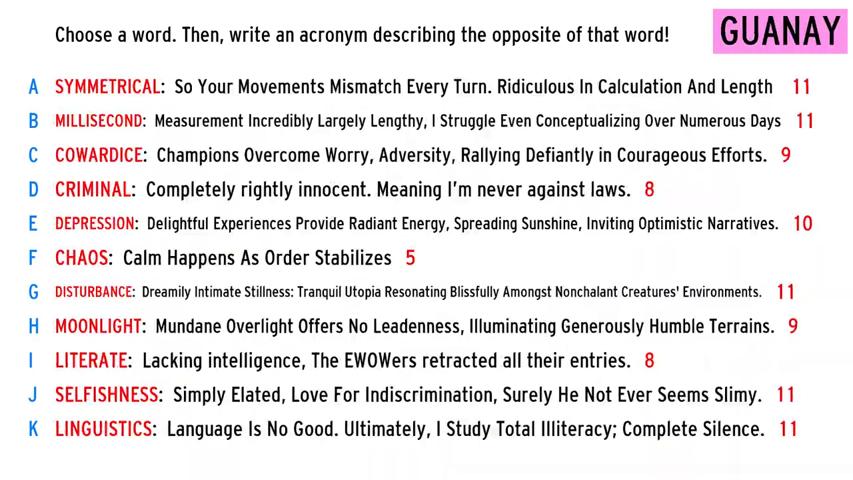 Choose a word. Then, write an acronym describing the opposite of that word!
GUANAY
A SYMMETRICAL: So Your Movements Mismatch Every Turn. Ridiculous In Calculation And Length 11
B MILLISECOND: Measurement Incredibly Largely Lengthy, I Struggle Even Conceptualizing Over Numerous Days 11
C COWARDICE: Champions Overcome Worry, Adversity, Rallying Defiantly in Courageous Efforts. 9
D CRIMINAL: Completely rightly innocent. Meaning I'm never against laws. 8
E DEPRESSION: Delightful Experiences Provide Radiant Energy, Spreading Sunshine, Inviting Optimistic Narratives. 10
F CHAOS: Calm Happens As Order Stabilizes 5
G DISTURBANCE: Dreamily Intimate Stillness: Tranquil Utopia Resonating Blissfully Amongst Nonchalant Creatures' Environments. 11
H MOONLIGHT: Mundane Overlight Offers No Leadenness, Illuminating Generously Humble Terrains. 9
I LITERATE: Lacking intelligence, The EWOWers retracted all their entries. 8
J SELFISHNESS: Simply Elated, Love For Indiscrimination, Surely He Not Ever Seems Slimy. 11
K LINGUISTICS: Language Is No Good. Ultimately, I Study Total Illiteracy; Complete Silence. 11